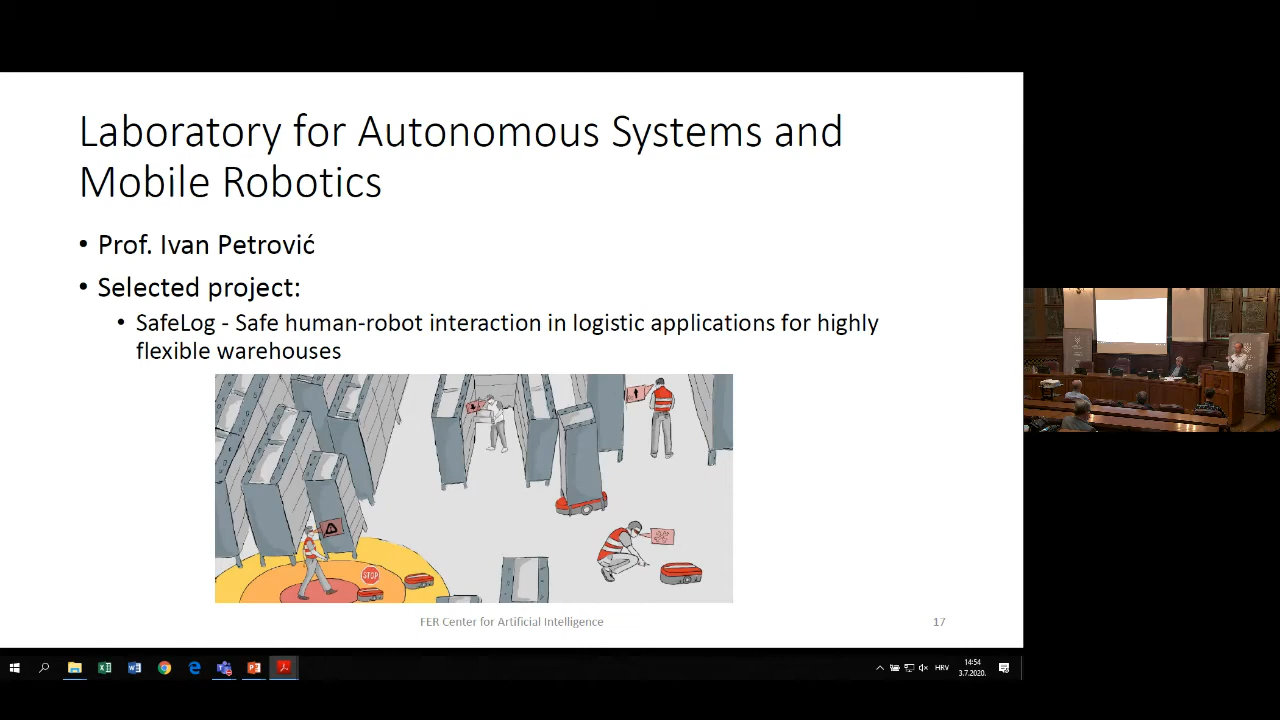 Laboratory for Autonomous Systems and
Mobile Robotics
• Prof. Ivan Petrović
• Selected project:
• SafeLog - Safe human-robot interaction in logistic applications for highly
flexible warehouses
STOP
FER Center for Artificial Intelligence
17
HRV
14:54
3.7.2020.